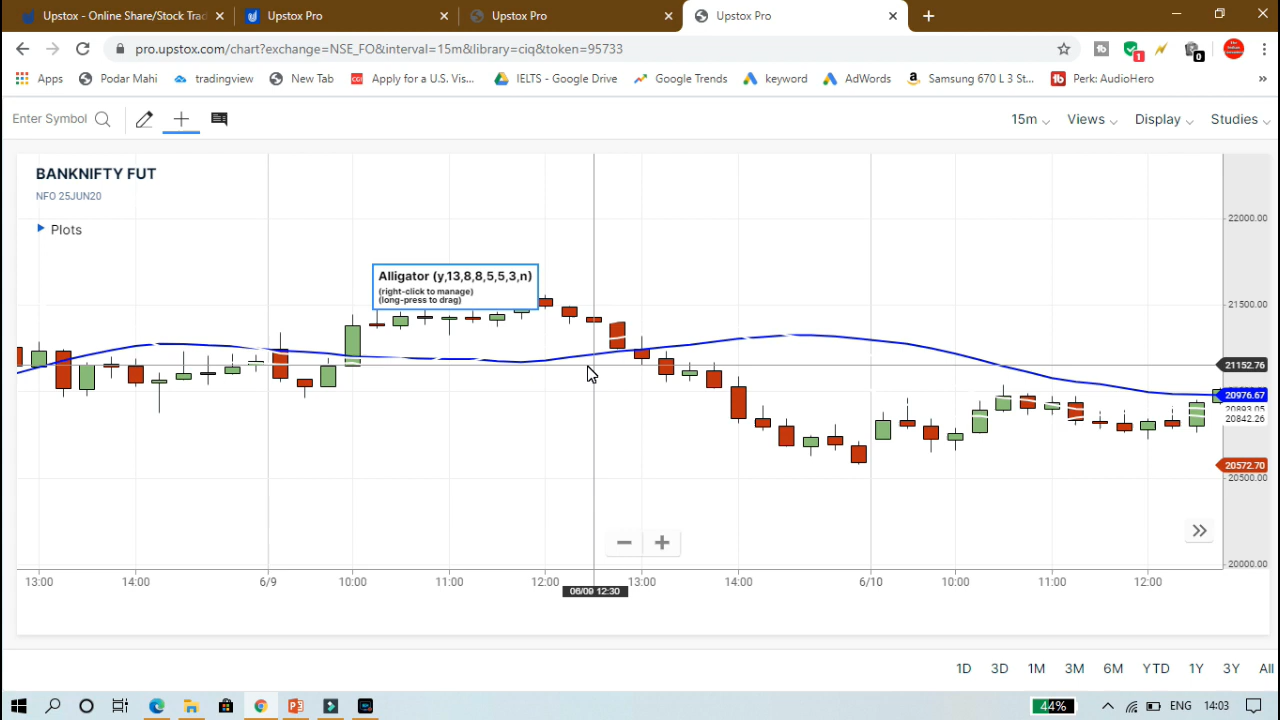 Upstox - Online Share/Stock Trad
Upstox Pro
Upstox Pro
Upstox Pro
pro.upstox.com/chart?exchange=NSE_FO&interval=15m&library=ciq&token=95733
1
0
Apps
Podar Mahi
tradingview
New Tab
Apply for a U.S. Vis...
IELTS - Google Drive
Google Trends
keyword
AdWords
Samsung 670 L 3 St...
Perk: AudioHero
Enter Symbol
15m
Views
Display
Studies
BANKNIFTY FUT
NFO 25JUN20
Plots
Alligator (y,13,8,8,5,5,3,n)
(right-click to manage)
(long-press to drag)
22000.00
21500.00
21152.76
20976.67
20893.05
20842.26
20572.70
20500.00
20000.00
13:00 14:00 6/9 10:00 11:00 12:00 13:00 14:00 6/10 10:00 11:00 12:00
06/09 12:30
1D 3D 1M 3M 6M YTD 1Y 3Y All
44%
ENG
14:03